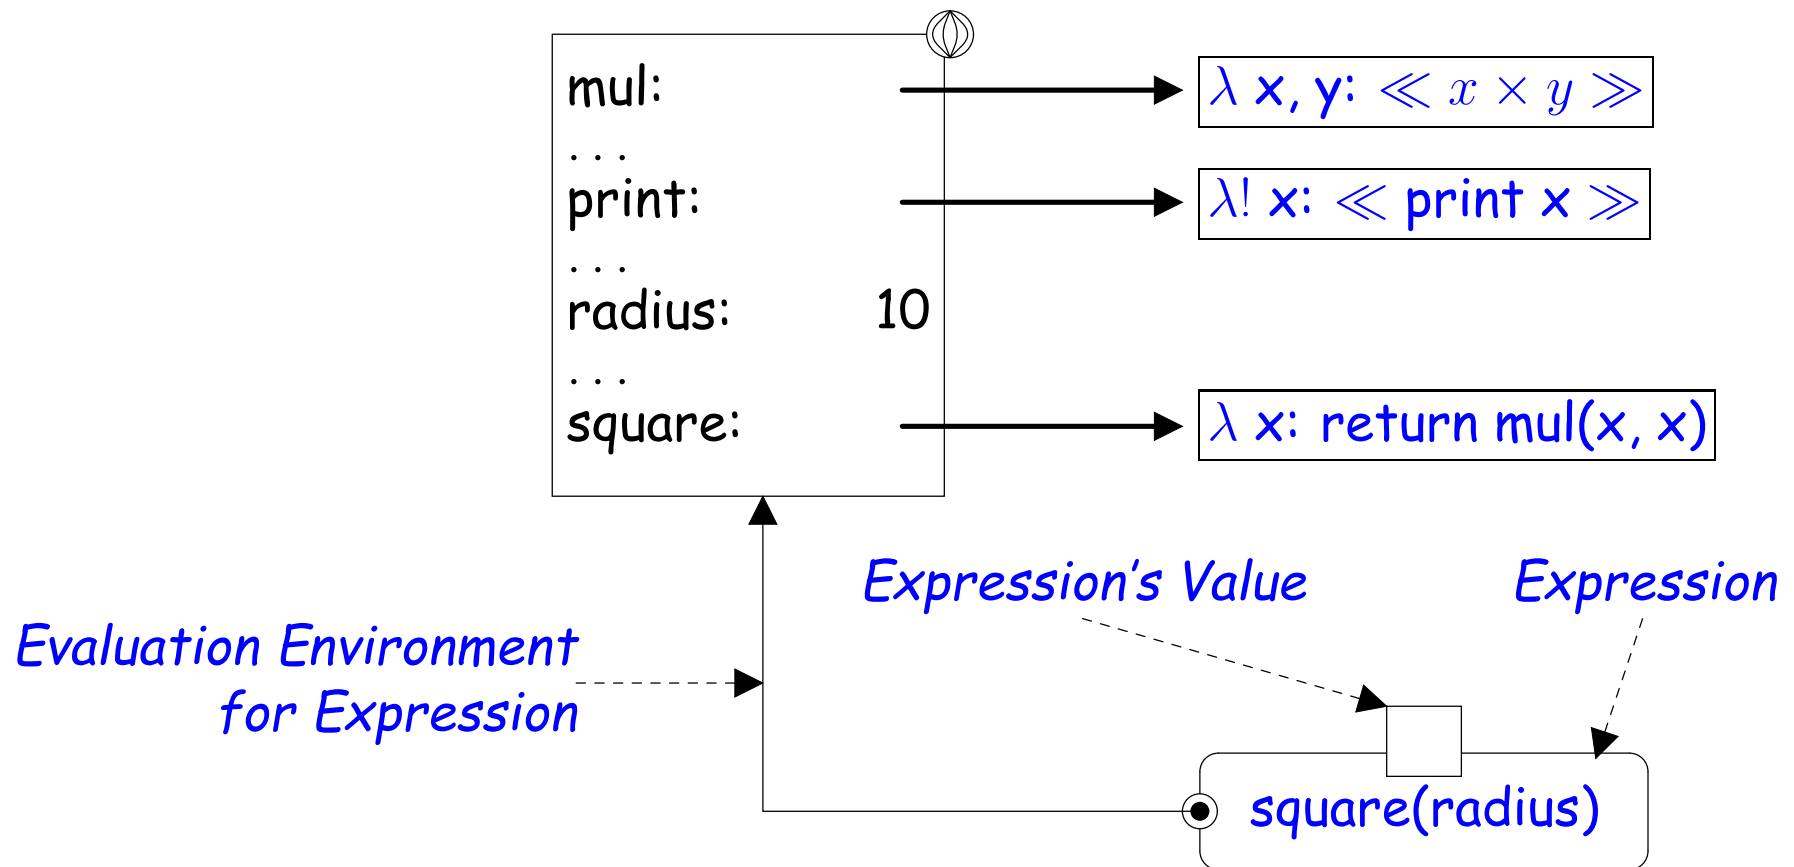 mul: λ x, y: ≪ x × y ≫
. . .
print: λ! x: ≪ print x ≫
. . .
radius: 10
. . .
square: λ x: return mul(x, x)
Expression's Value
Expression
Evaluation Environment
for Expression
square(radius)